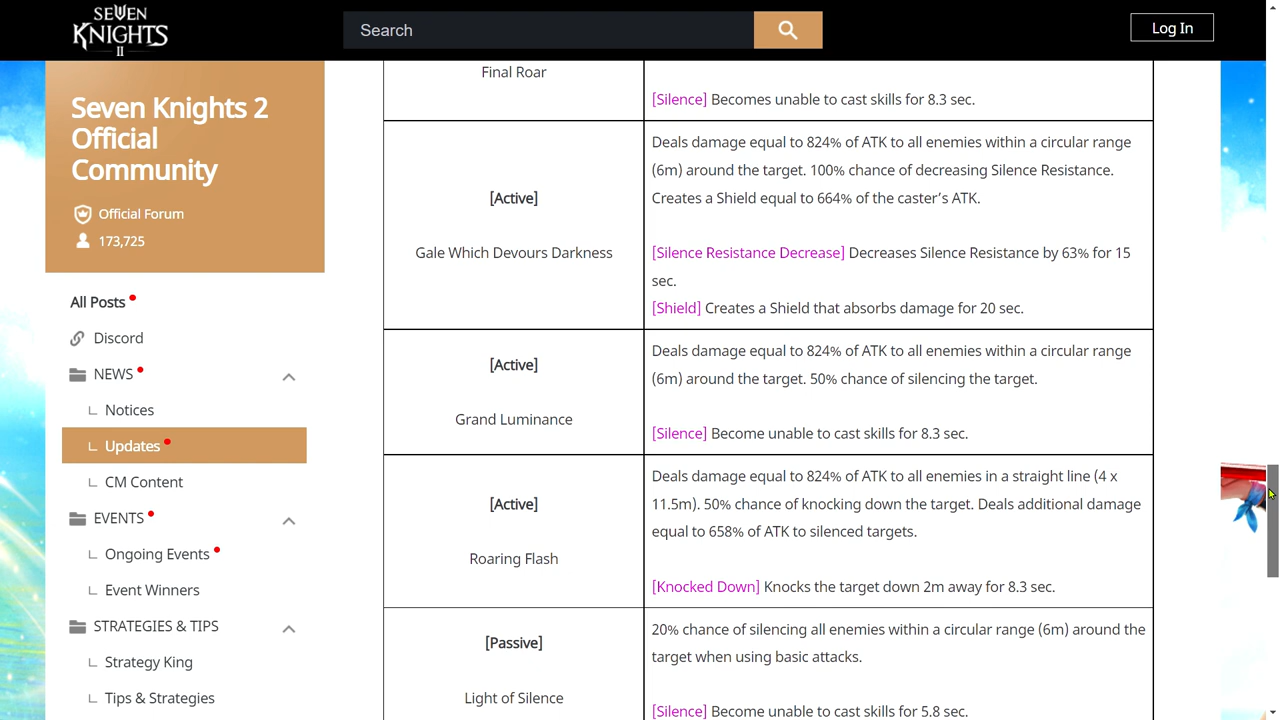 SEVEN
KNIGHTS
II
Search
Log In
Seven Knights 2
Official
Community
Official Forum
173,725
All Posts
Discord
NEWS
Notices
Updates
CM Content
EVENTS
Ongoing Events
Event Winners
STRATEGIES & TIPS
Strategy King
Tips & Strategies
Final Roar
[Silence] Becomes unable to cast skills for 8.3 sec.
[Active]
Gale Which Devours Darkness
Deals damage equal to 824% of ATK to all enemies within a circular range
(6m) around the target. 100% chance of decreasing Silence Resistance.
Creates a Shield equal to 664% of the caster's ATK.
[Silence Resistance Decrease] Decreases Silence Resistance by 63% for 15
sec.
[Shield] Creates a Shield that absorbs damage for 20 sec.
[Active]
Grand Luminance
Deals damage equal to 824% of ATK to all enemies within a circular range
(6m) around the target. 50% chance of silencing the target.
[Silence] Become unable to cast skills for 8.3 sec.
[Active]
Roaring Flash
Deals damage equal to 824% of ATK to all enemies in a straight line (4 x
11.5m). 50% chance of knocking down the target. Deals additional damage
equal to 658% of ATK to silenced targets.
[Knocked Down] Knocks the target down 2m away for 8.3 sec.
[Passive]
Light of Silence
20% chance of silencing all enemies within a circular range (6m) around the
target when using basic attacks.
[Silence] Become unable to cast skills for 5.8 sec.